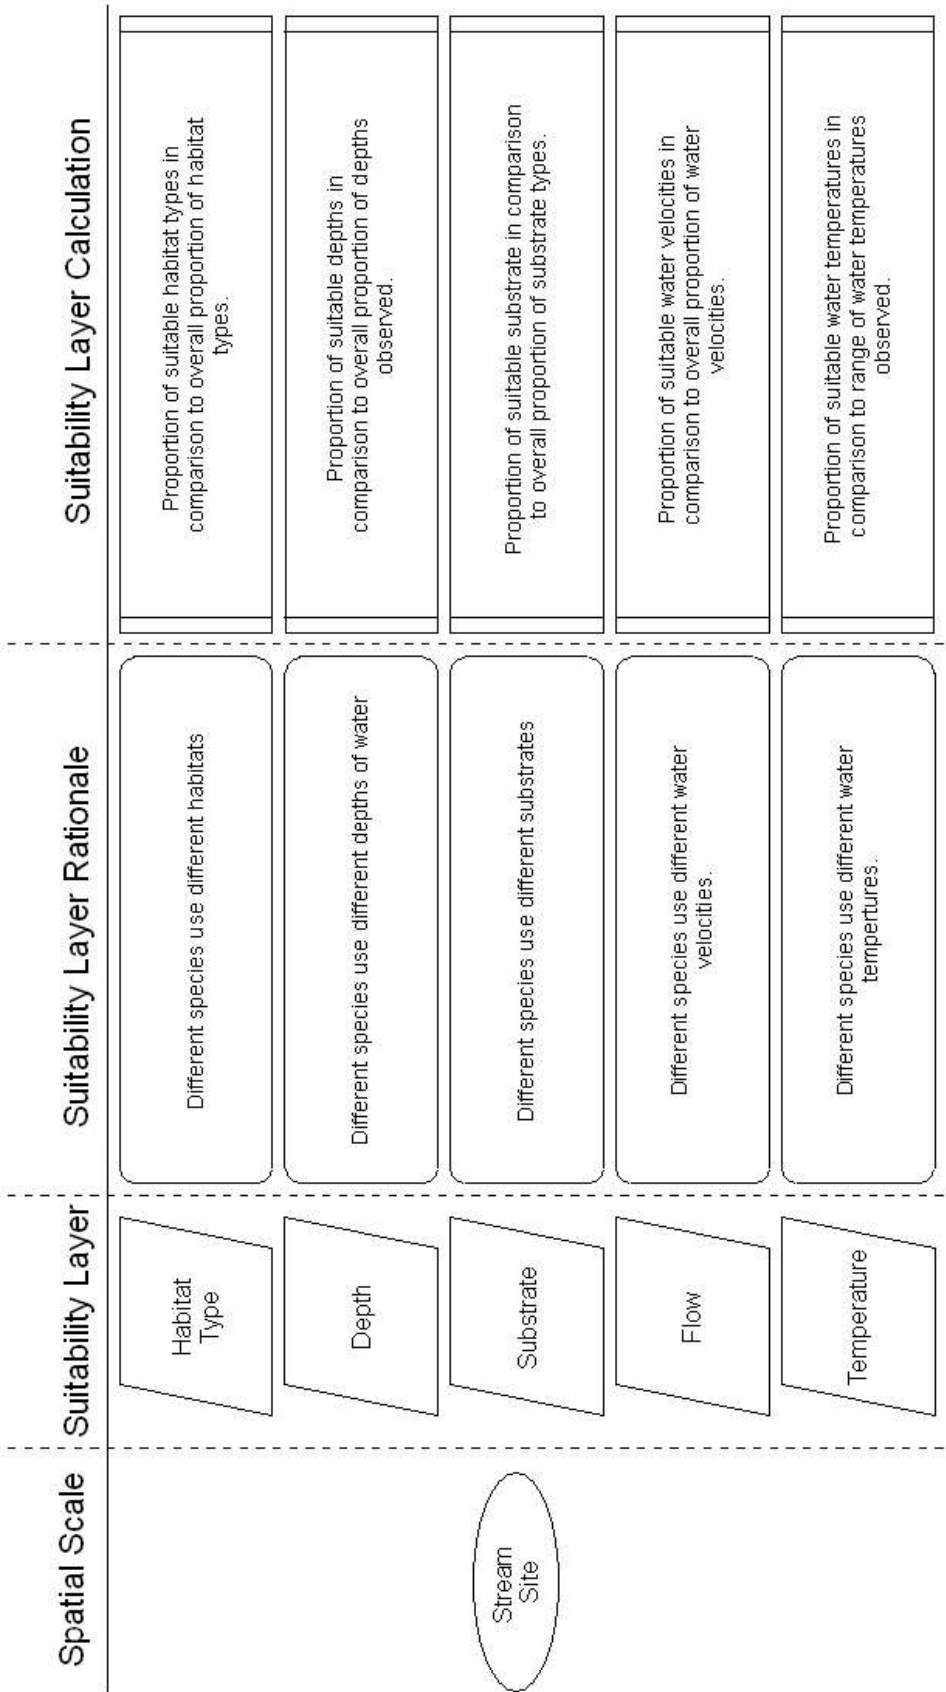 Spatial Scale
Suitability Layer
Suitability Layer Rationale
Suitability Layer Calculation
Stream
Site
Habitat
Type
Different species use different habitats
Proportion of suitable habitat types in
comparison to overall proportion of habitat
types.
Depth
Different species use different depths of water
Proportion of suitable depths in
comparison to overall proportion of depths
observed.
Substrate
Different species use different substrates
Proportion of suitable substrate in comparison
to overall proportion of substrate types.
Flow
Different species use different water
velocities.
Proportion of suitable water velocities in
comparison to overall proportion of water
velocities.
Temperature
Different species use different water
tempertures.
Proportion of suitable water temperatures in
comparison to range of water temperatures
observed.